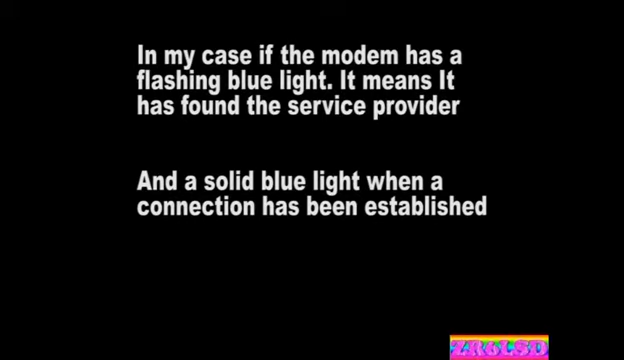 In my case if the modem has a
flashing blue light. It means It
has found the service provider
And a solid blue light when a
connection has been established
ZR6LSD